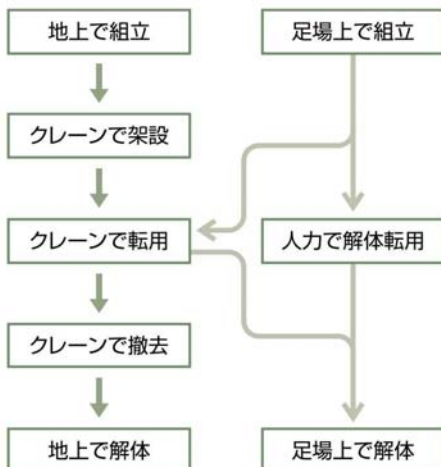 地上で組立
足場上で組立
クレーンで架設
クレーンで転用
人力で解体転用
クレーンで撤去
地上で解体
足場上で解体